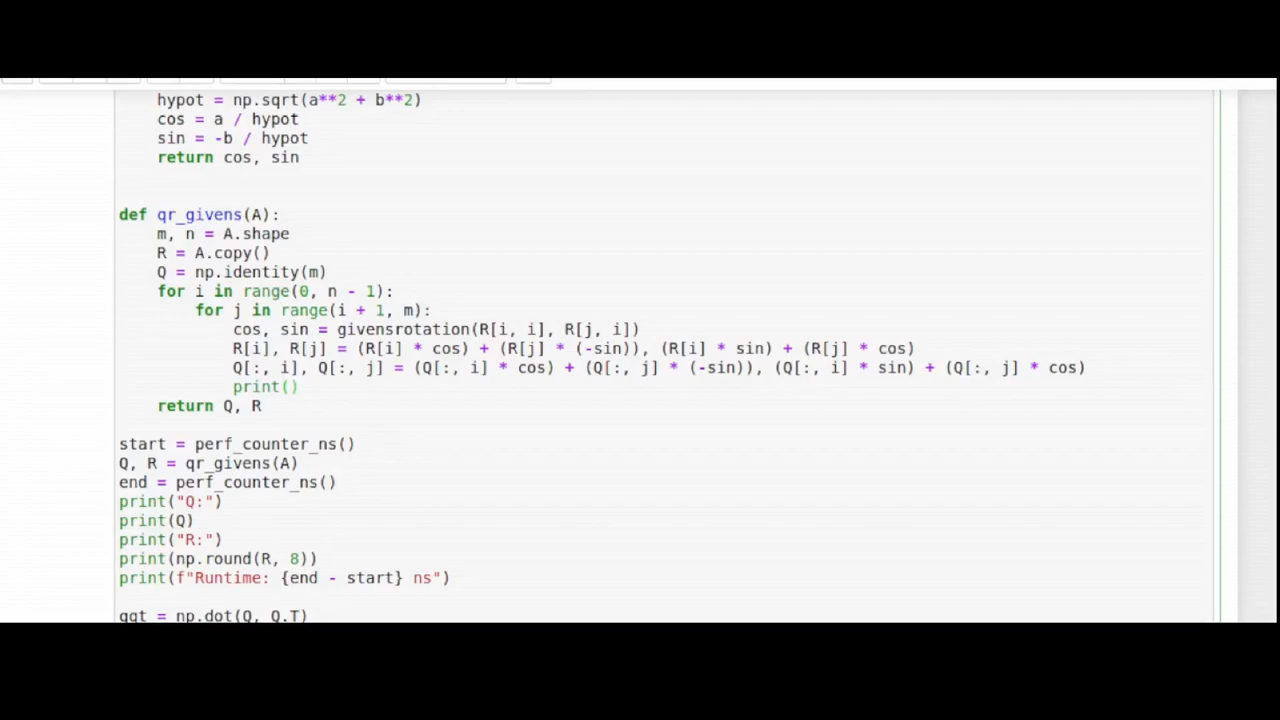 hypot = np.sqrt(a**2 + b**2)
cos = a / hypot
sin = -b / hypot
return cos, sin
def qr_givens(A):
m, n = A.shape
R = A.copy()
Q = np.identity(m)
for i in range(0, n - 1):
for j in range(i + 1, m):
cos, sin = givensrotation(R[i, i], R[j, i])
R[i], R[j] = (R[i] * cos) + (R[j] * (-sin)), (R[i] * sin) + (R[j] * cos)
Q[:, i], Q[:, j] = (Q[:, i] * cos) + (Q[:, j] * (-sin)), (Q[:, i] * sin) + (Q[:, j] * cos)
print()
return Q, R
start = perf_counter_ns()
Q, R = qr_givens(A)
end = perf_counter_ns()
print("Q:")
print(Q)
print("R:")
print(np.round(R, 8))
print(f"Runtime: {end - start} ns")
qqt = np.dot(Q, Q.T)